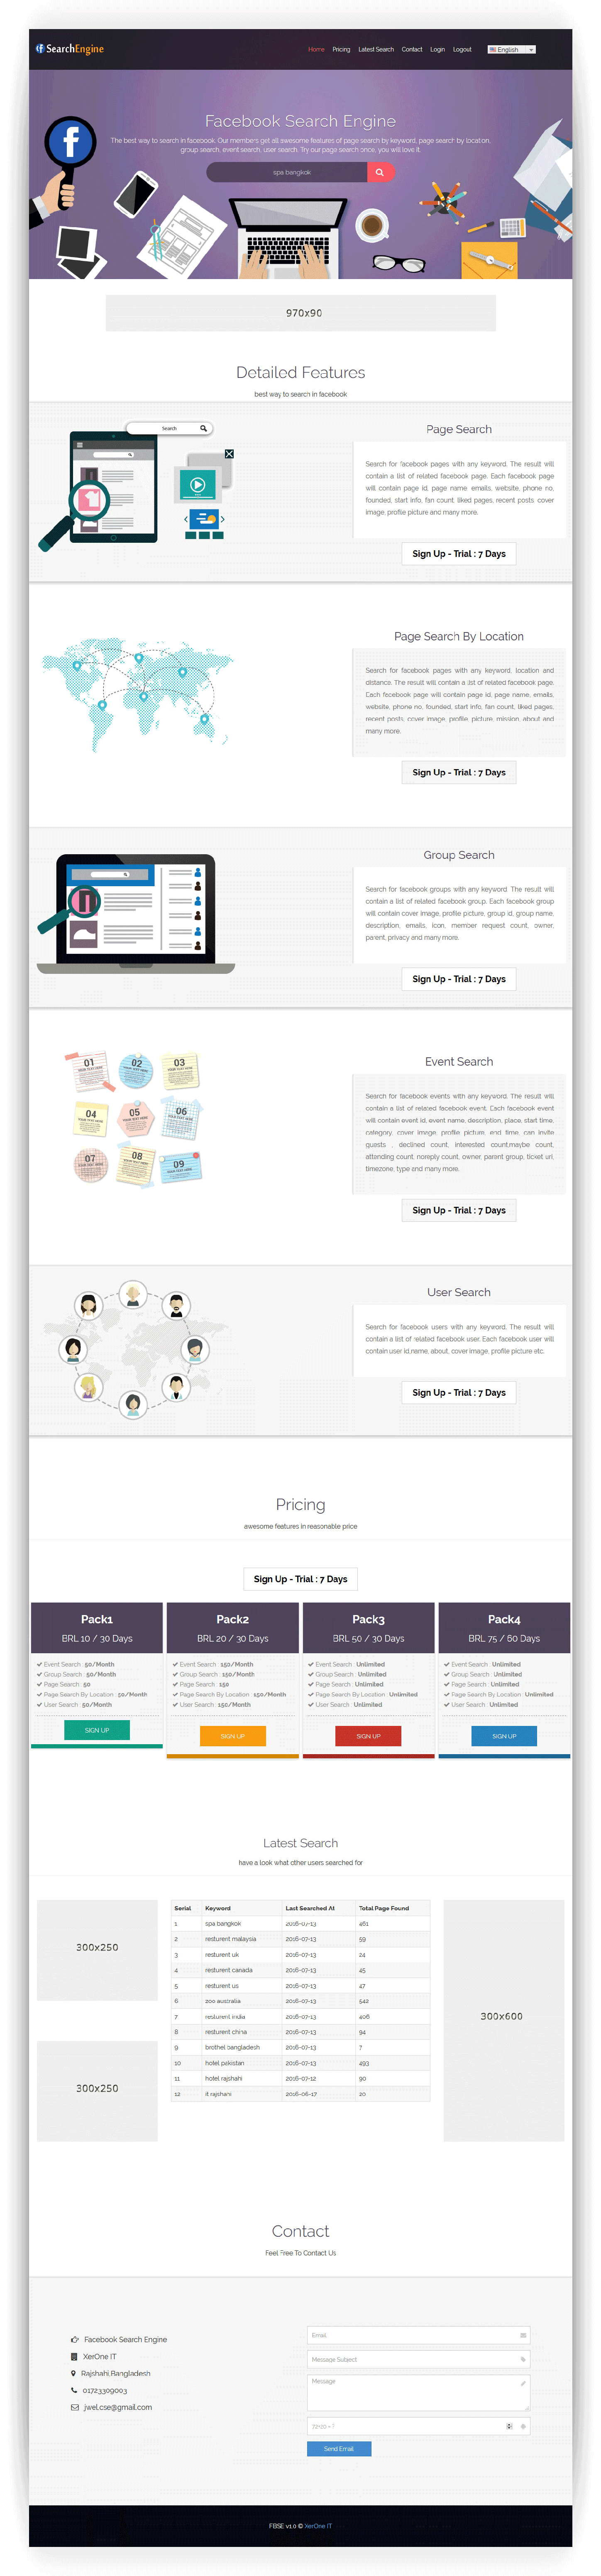 SearchEngine
Home Pricing Latest Search Contact Login Logout English
Facebook Search Engine
The best way to search in facebook. Our members get all awesome features of page search by keyword, page search by location,
group search, event search, user search. Try our page search once, you will love it.
spa bangkok
970x90
Detailed Features
best way to search in facebook
Search
Page Search
Search for facebook pages with any keyword. The result will
contain a list of related facebook page. Each facebook page
will contain page id, page name, emails, website, phone no,
founded, start info, fan count, liked pages, recent posts, cover
image, profile picture and many more.
Sign Up - Trial : 7 Days
Page Search By Location
Search for facebook pages with any keyword, location and
distance. The result will contain a list of related facebook page.
Each facebook page will contain page id, page name, emails,
website, phone no, founded, start info, fan count, liked pages,
recent posts, cover image, profile picture, mission, about and
many more.
Sign Up - Trial : 7 Days
Group Search
Search for facebook groups with any keyword. The result will
contain a list of related facebook group. Each facebook group
will contain cover image, profile picture, group id, group name,
description, emails, icon, member request count, owner,
parent, privacy and many more.
Sign Up - Trial : 7 Days
01 02 03
04 05 06
07 08 09
Event Search
Search for facebook events with any keyword. The result will
contain a list of related facebook event. Each facebook event
will contain event id, event name, description, place, start time,
category, cover image, profile picture, end time, can invite
guests , declined count, interested count,maybe count,
attending count, noreply count, owner, parent group, ticket uri,
timezone, type and many more.
Sign Up - Trial : 7 Days
User Search
Search for facebook users with any keyword. The result will
contain a list of related facebook user. Each facebook user will
contain user id,name, about, cover image, profile picture etc.
Sign Up - Trial : 7 Days
Pricing
awesome features in reasonable price
Sign Up - Trial : 7 Days
Pack1
BRL 10 / 30 Days
Event Search : 50/Month
Group Search : 50/Month
Page Search : 50
Page Search By Location : 50/Month
User Search : 50/Month
SIGN UP
Pack2
BRL 20 / 30 Days
Event Search : 150/Month
Group Search : 150/Month
Page Search : 150
Page Search By Location : 150/Month
User Search : 150/Month
SIGN UP
Pack3
BRL 50 / 30 Days
Event Search : Unlimited
Group Search : Unlimited
Page Search : Unlimited
Page Search By Location : Unlimited
User Search : Unlimited
SIGN UP
Pack4
BRL 75 / 60 Days
Event Search : Unlimited
Group Search : Unlimited
Page Search : Unlimited
Page Search By Location : Unlimited
User Search : Unlimited
SIGN UP
Latest Search
have a look what other users searched for
300x250
300x250
Serial Keyword Last Searched At Total Page Found
1 spa bangkok 2016-07-13 461
2 resturent malaysia 2016-07-13 59
3 resturent uk 2016-07-13 24
4 resturent canada 2016-07-13 45
5 resturent us 2016-07-13 47
6 zoo australia 2016-07-13 542
7 resturent india 2016-07-13 406
8 resturent china 2016-07-13 94
9 brothel bangladesh 2016-07-13 7
10 hotel pakistan 2016-07-13 493
11 hotel rajshahi 2016-07-12 90
12 it rajshahi 2016-06-17 20
300x600
Contact
Feel Free To Contact Us
Facebook Search Engine
XerOne IT
Rajshahi,Bangladesh
01723309003
jwel.cse@gmail.com
Email
Message Subject
Message
Send Email
FBSE v1.0 © XerOne IT